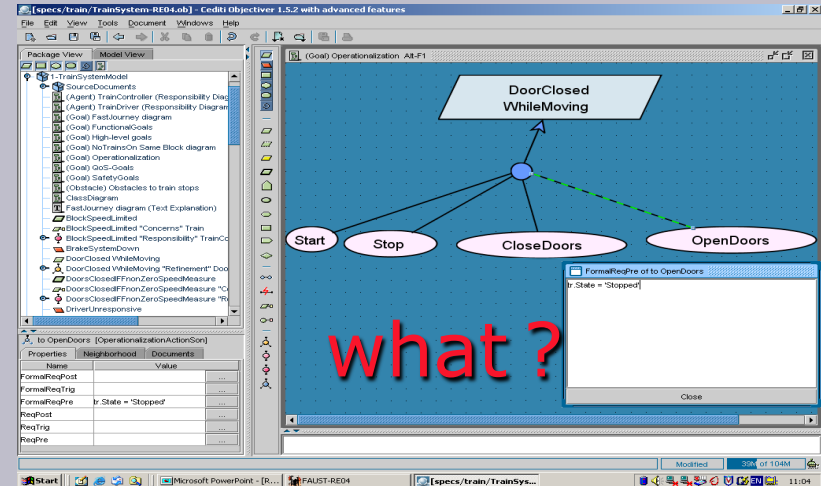 [specs/train/TrainSystem-RE04.ob] - Cediti Objectiver 1.5.2 with advanced features
File Edit View Tools Document Windows Help
Package View Model View
1-TrainSystemModel
SourceDocuments
(Agent) TrainController (Responsibility Diag
(Agent) TrainDriver (Responsibility Diagram
(Goal) FastJourney diagram
(Goal) FunctionalGoals
(Goal) High-level goals
(Goal) NoTrainsOn Same Block diagram
(Goal) Operationalization
(Goal) QoS-Goals
(Goal) SafetyGoals
(Obstacle) Obstacles to train stops
ClassDiagram
FastJourney diagram (Text Explanation)
BlockSpeedLimited
BlockSpeedLimited "Concerns" Train
BlockSpeedLimited "Responsibility" TrainCo
BrakeSystemDown
DoorClosed WhileMoving
DoorClosed WhileMoving "Refinement" Doo
DoorsClosedIFFnonZeroSpeedMeasure
DoorsClosedIFFnonZeroSpeedMeasure "C
DoorsClosedIFFnonZeroSpeedMeasure "R
DriverUnresponsive
to OpenDoors [OperationalizationActionSon]
Properties Neighborhood Documents
Name Value
FormalReqPost ...
FormalReqTrig ...
FormalReqPre tr.State = 'Stopped' ...
ReqPost ...
ReqTrig ...
ReqPre ...
(Goal) Operationalization Alt-F1
DoorClosed
WhileMoving
Start
Stop
CloseDoors
OpenDoors
FormalReqPre of to OpenDoors
tr.State = 'Stopped'
Close
what ?
Modified 39M of 104M
Start Microsoft PowerPoint - [R... FAUST-RE04 [specs/train/TrainSys... EN 11:04